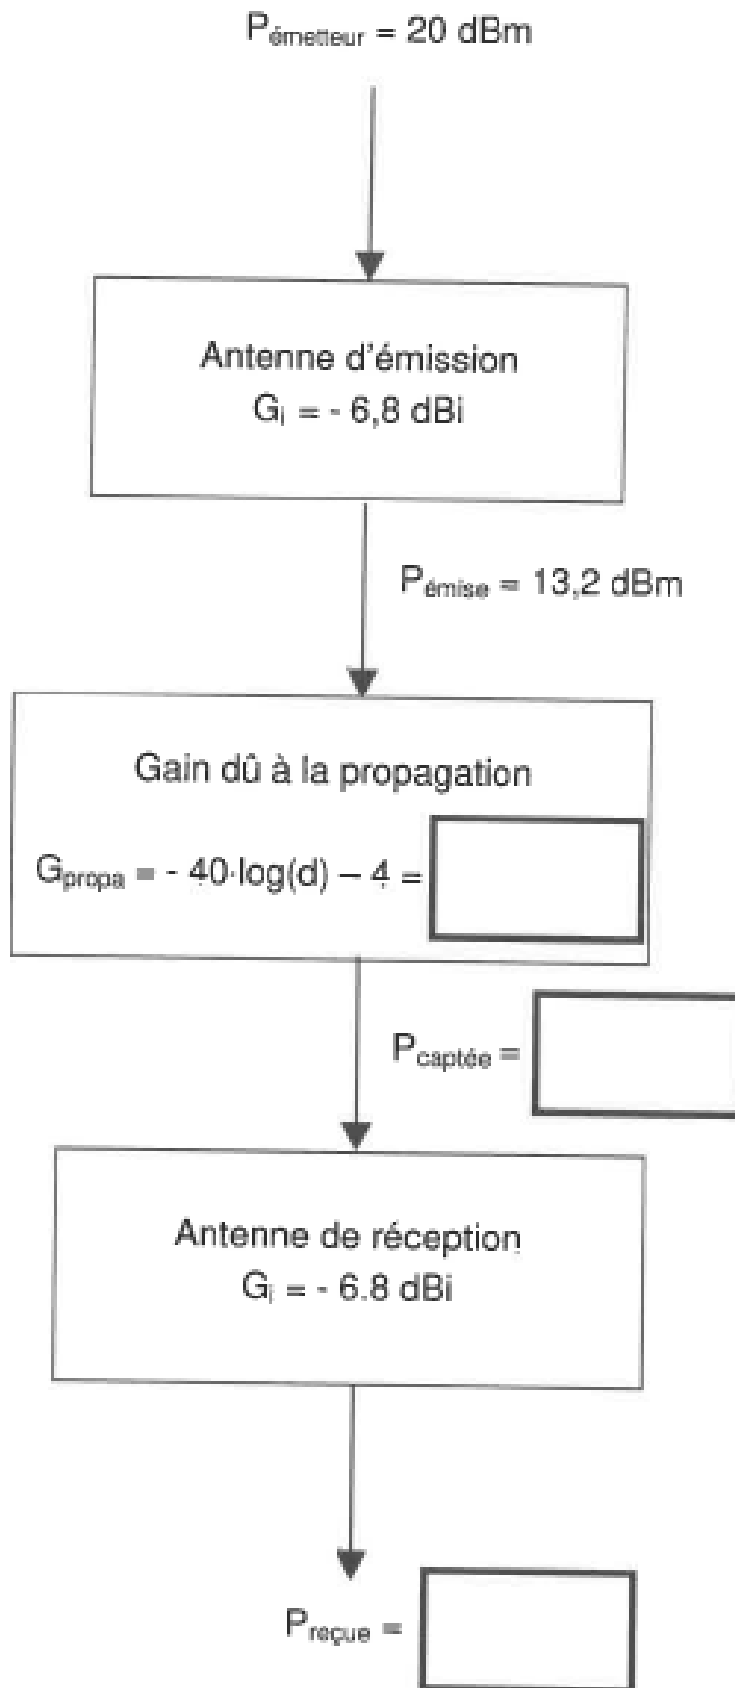 Pémetteur = 20 dBm
Antenne d'émission
Gi = - 6,8 dBi
Pémise = 13,2 dBm
Gain dû à la propagation
Gpropa = - 40·log(d) – 4 =
Pcaptée =
Antenne de réception
Gi = - 6.8 dBi
Preçue =